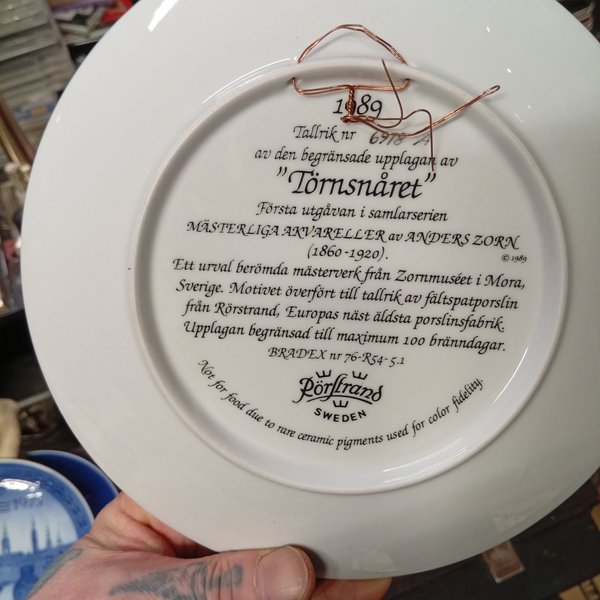 1989
Tallrik nr 6918 A
av den begränsade upplagan av
"Törnsnåret"
Första utgåvan i samlarserien
MÄSTERLIGA AKVARELLER av ANDERS ZORN
(1860-1920).
© 1989
Ett urval berömda mästerverk från Zornmuséet i Mora,
Sverige. Motivet överfört till tallrik av fältspatporslin
från Rörstrand, Europas näst äldsta porslinsfabrik.
Upplagan begränsad till maximum 100 bränndagar.
BRADEX nr 76-R54-5.1
Rörstrand
SWEDEN
Not for food due to rare ceramic pigments used for color fidelity.